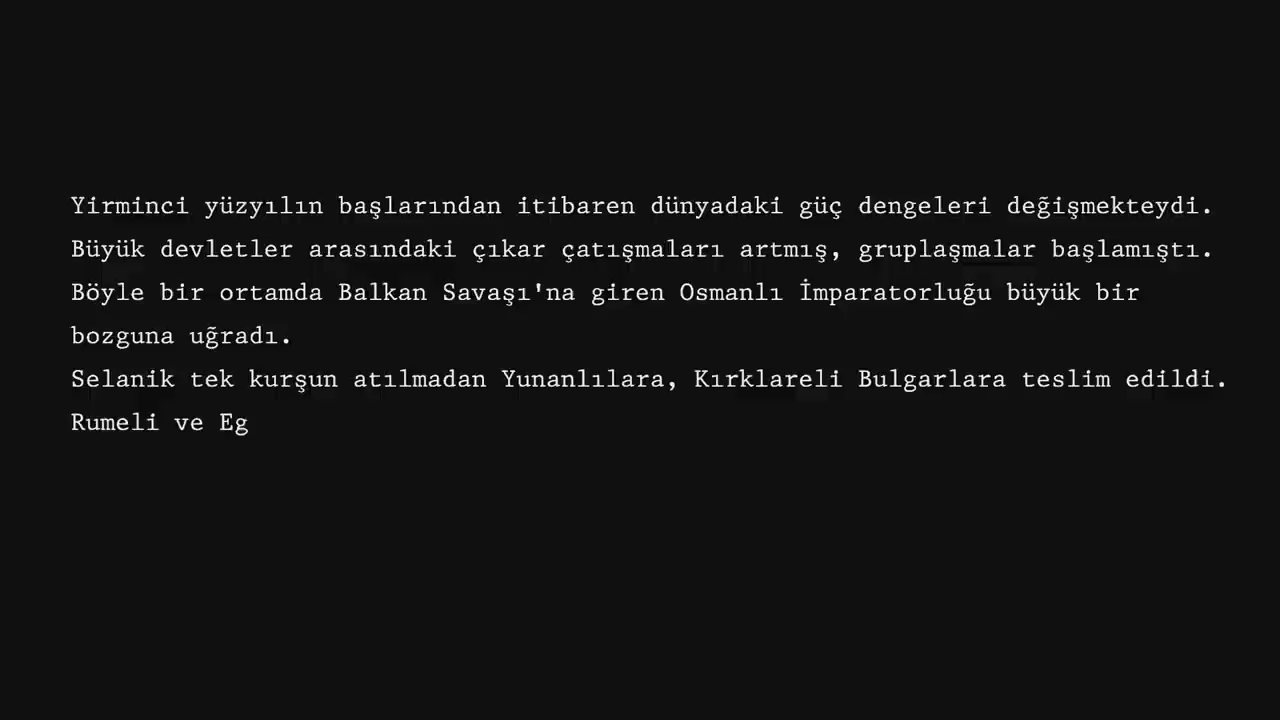 Yirminci yüzyılın başlarından itibaren dünyadaki güç dengeleri değişmekteydi.
Büyük devletler arasındaki çıkar çatışmaları artmış, gruplaşmalar başlamıştı.
Böyle bir ortamda Balkan Savaşı'na giren Osmanlı İmparatorluğu büyük bir
bozguna uğradı.
Selanik tek kurşun atılmadan Yunanlılara, Kırklareli Bulgarlara teslim edildi.
Rumeli ve Eg